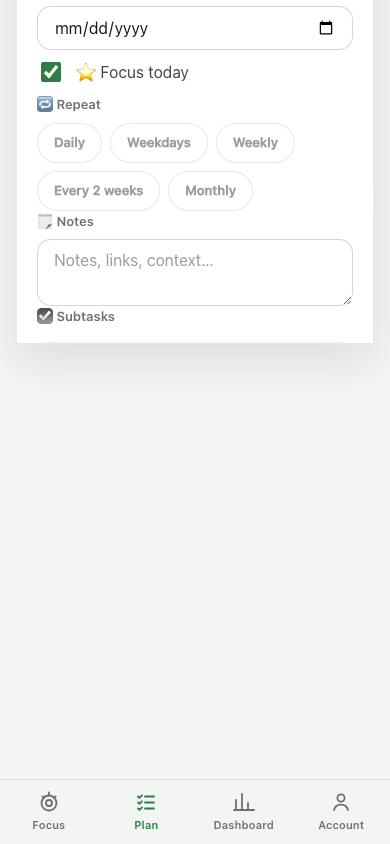 mm/dd/yyyy
⭐ Focus today
🔁 Repeat
Daily Weekdays Weekly
Every 2 weeks Monthly
🗒️ Notes
Notes, links, context...
☑️ Subtasks
Focus Plan Dashboard Account